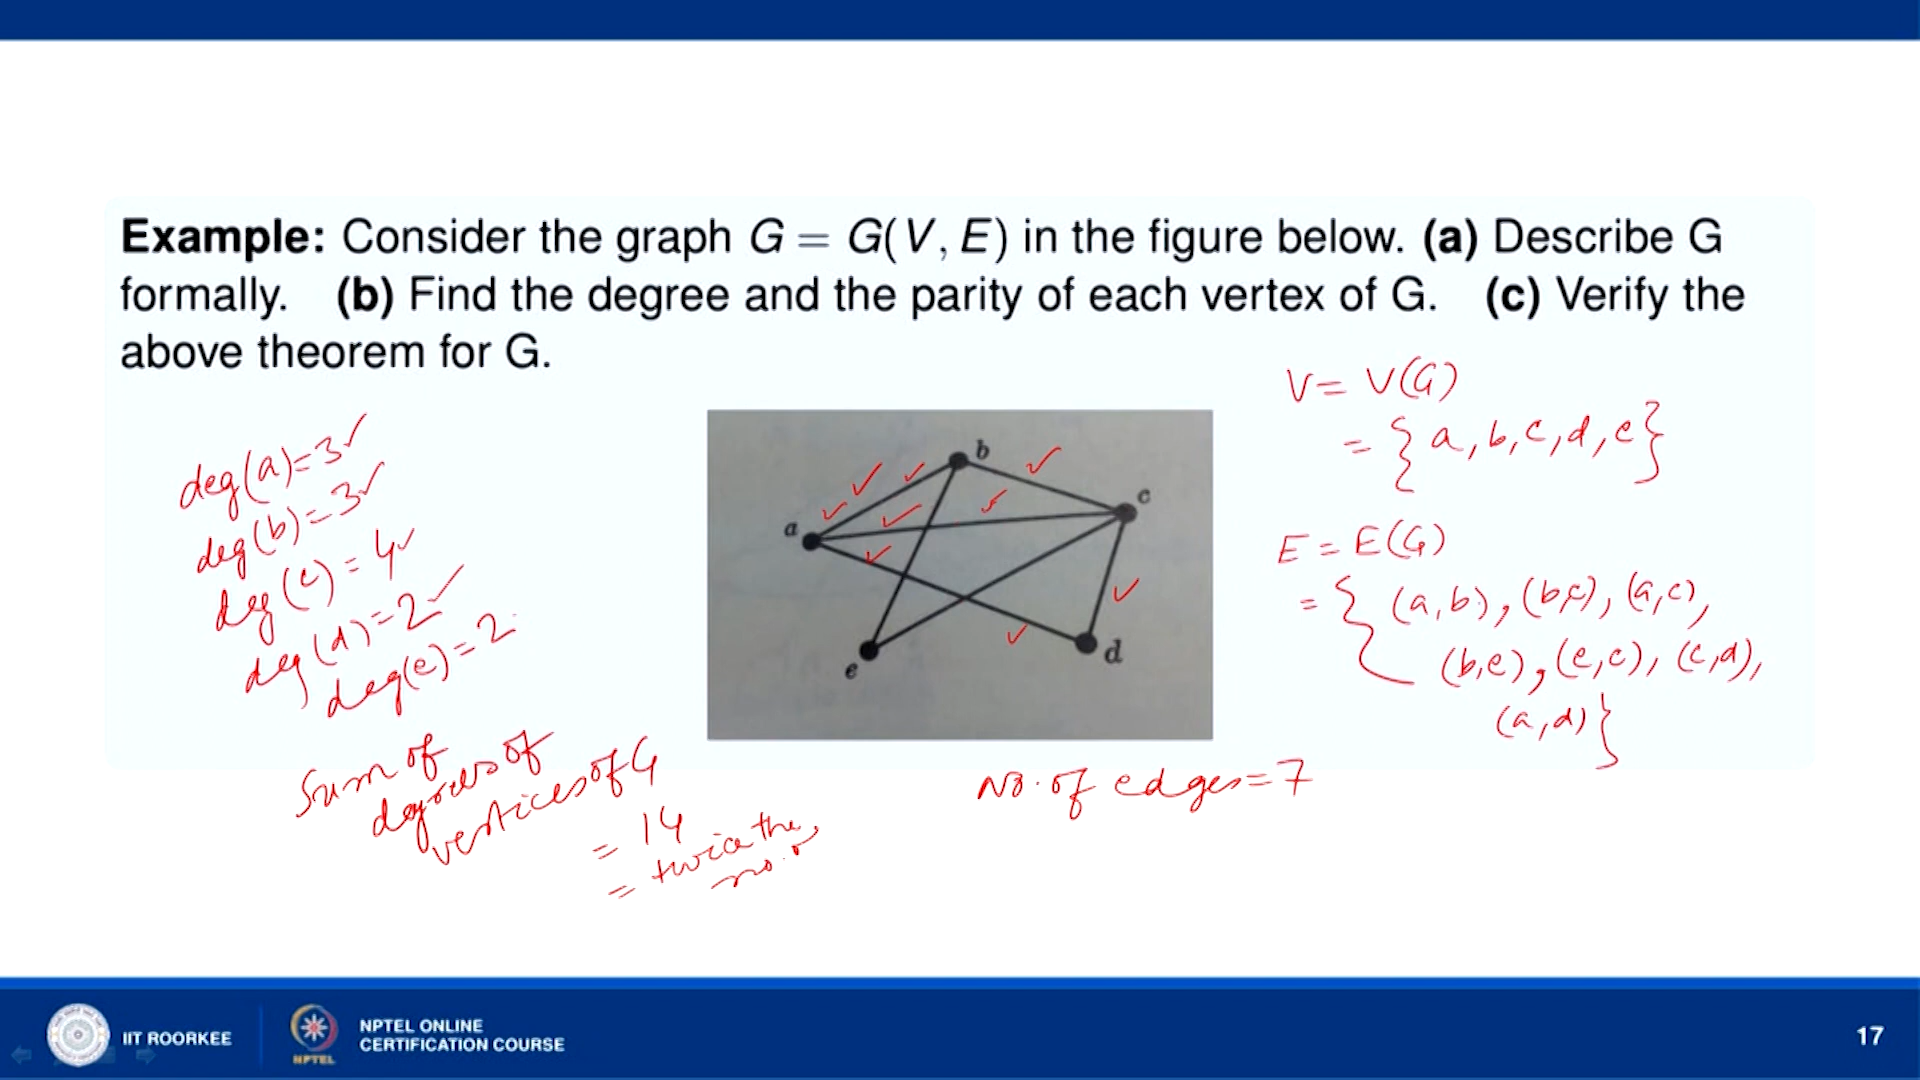 Example: Consider the graph G = G(V, E) in the figure below. (a) Describe G
formally. (b) Find the degree and the parity of each vertex of G. (c) Verify the
above theorem for G.
deg(a)=3✓
deg(b)=3✓
deg(c)=4✓
deg(d)=2✓
deg(e)=2
Sum of
degrees of
vertices of G
= 14
= twice the
no. o
b
c
a
e
d
No. of edges=7
V = V(G)
= {a,b,c,d,e}
E = E(G)
= { (a,b), (b,c), (a,c),
(b,e), (e,c), (c,d),
(a,d) }
IIT ROORKEE
NPTEL
NPTEL ONLINE
CERTIFICATION COURSE
17